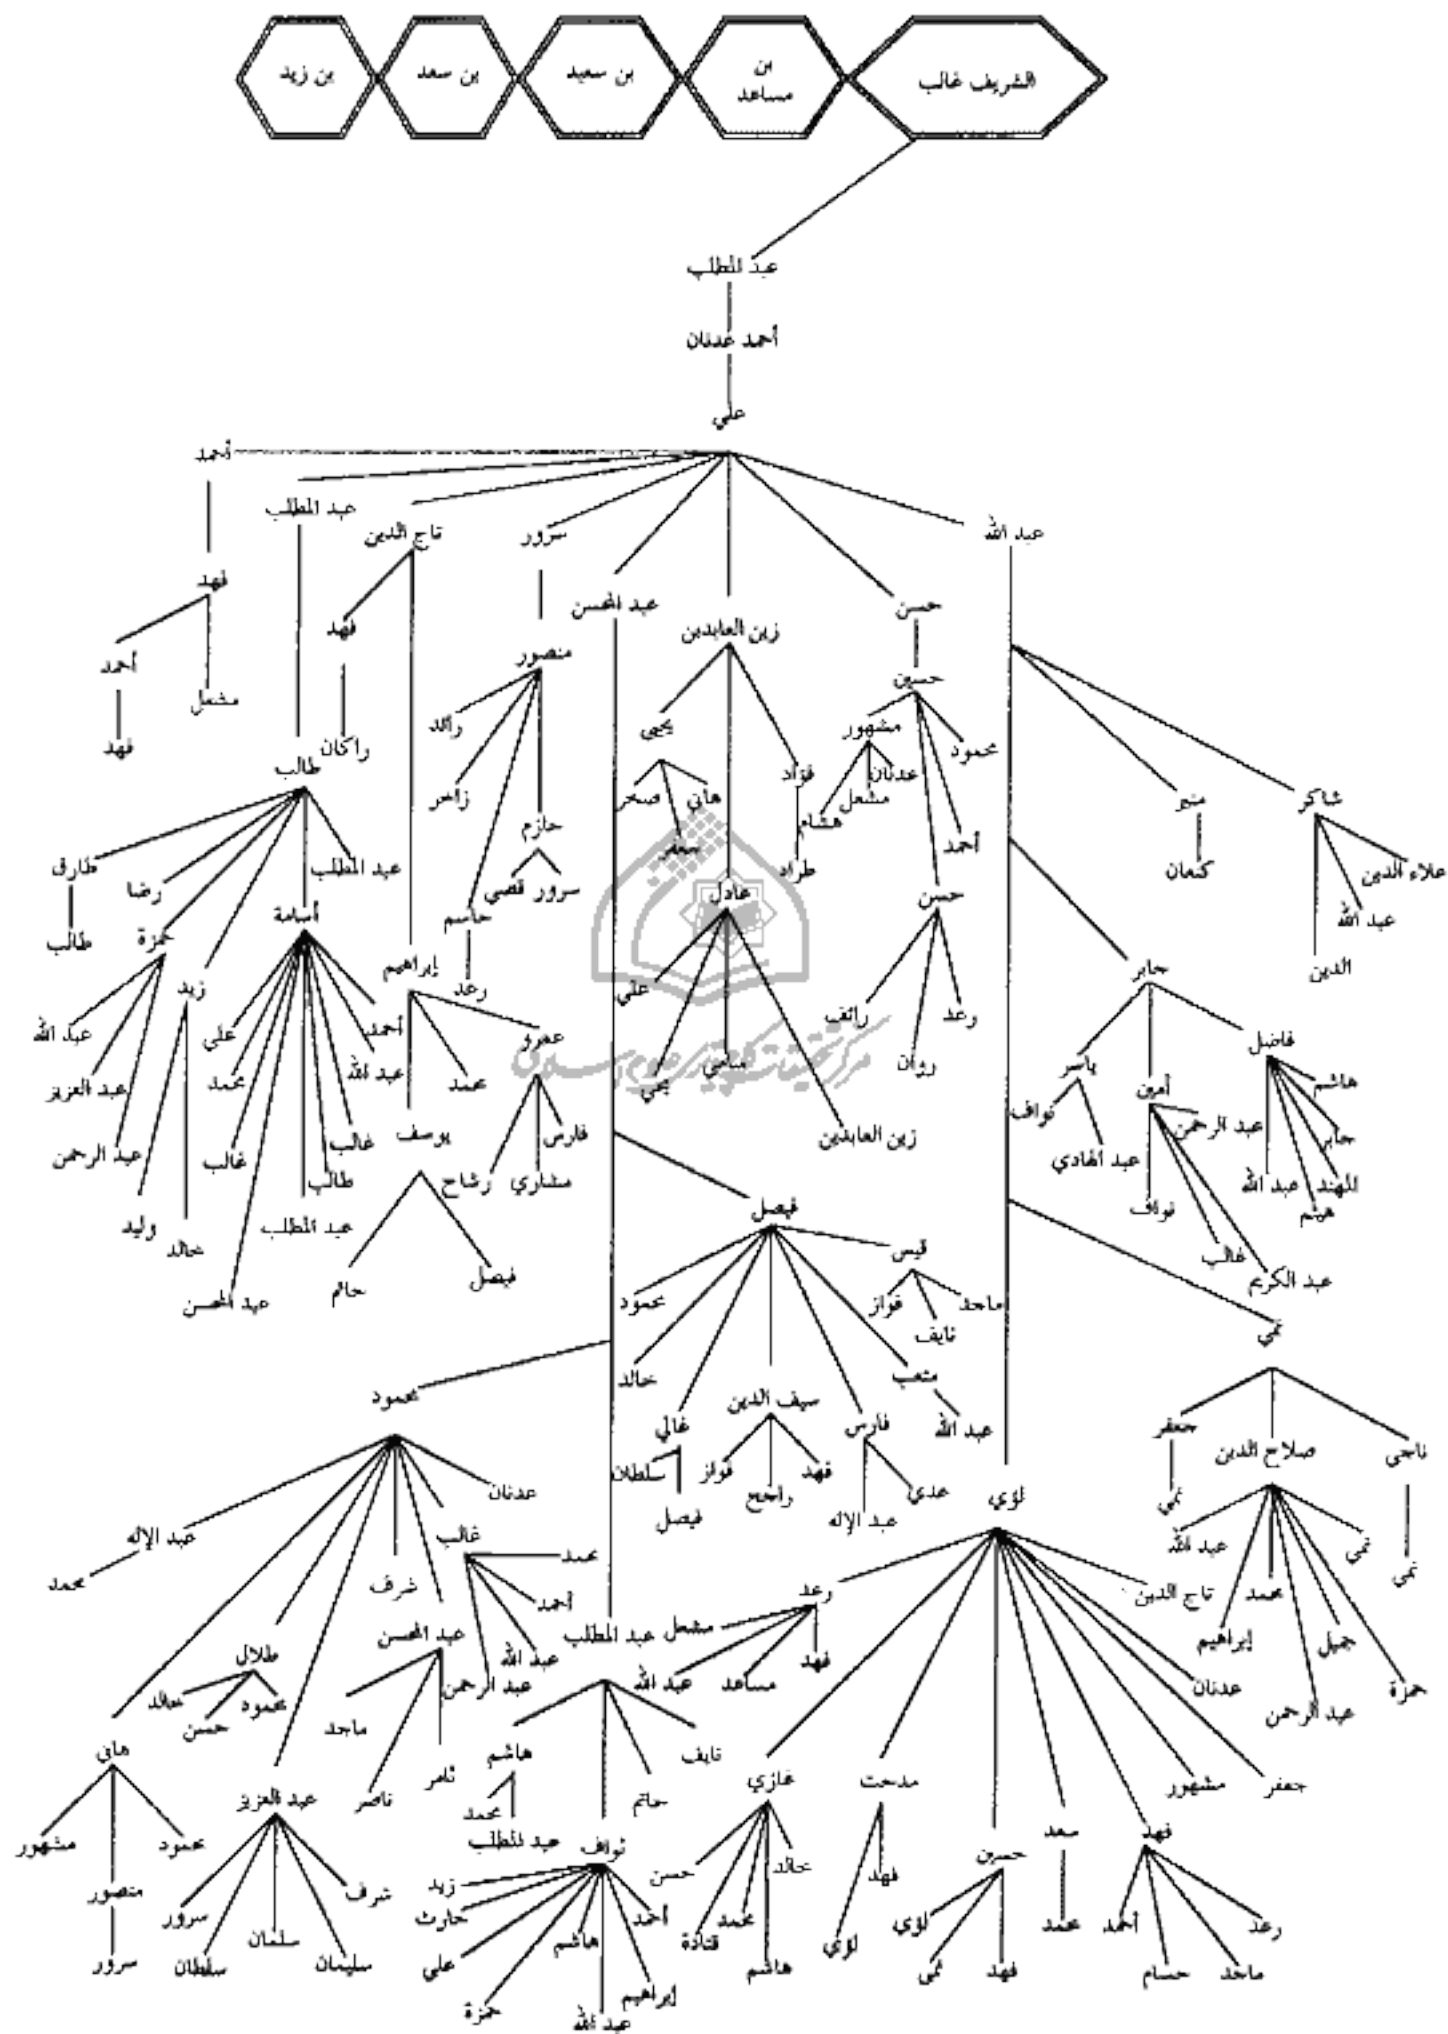 الشريف غالب
بن مساعد
بن سعيد
بن سعد
بن زيد
عبد المطلب
أحمد عدنان
علي
عبد الله
حسن
زين العابدين
عبد المحسن
سرور
تاج الدين
عبد المطلب
أحمد
فهد
أحمد
مشعل
فهد
طالب
عبد المطلب
أسامة
زيد
حمزة
رضا
طارق
طالب
عبد الله
عبد العزيز
عبد الرحمن
وليد
خالد
أحمد
عبد الله
غالب
طالب
عبد المطلب
عبد المحسن
غالب
محمد
علي
فهد
راكان
إبراهيم
عمرو
محمد
يوسف
فارس
مشاري
رشاح
فيصل
حاتم
منصور
رائد
زاخر
حازم
سرور
قصي
جاسم
رعد
يحيى
فؤاد
هاني
صخر
طراد
عادل
علي
يحيى
سامي
زين العابدين
حسين
محمود
أحمد
حسن
مشهور
عدنان
مشعل
هشام
رعد
روان
رائف
شاكر
منير
علاء الدين
عبد الله
الدين
كنعان
جابر
فاضل
أمين
ياسر
هاشم
جابر
المهند
هيثم
عبد الله
عبد الرحمن
عبد الكريم
غالب
نواف
عبد الهادي
نواف
نمي
ناجي
صلاح الدين
جعفر
نمي
نمي
نمي
حمزة
جميل
عبد الرحمن
محمد
إبراهيم
عبد الله
فيصل
قيس
ماجد
نايف
فواز
متعب
عبد الله
فارس
عدي
عبد الإله
سيف الدين
فهد
راجح
فواز
غالي
سلطان
فيصل
خالد
محمود
محمود
عدنان
غالب
محمد
أحمد
عبد الله
عبد الرحمن
شرف
عبد المحسن
ثامر
ناصر
ماجد
عبد العزيز
شرف
سليمان
سلمان
سلطان
سرور
طلال
محمود
حسن
خالد
هاني
محمود
منصور
سرور
مشهور
عبد الإله
محمد
عبد المطلب
نايف
حاتم
نواف
هاشم
محمد
عبد المطلب
أحمد
إبراهيم
عبد الله
هاشم
حمزة
علي
حارث
زيد
لؤي
تاج الدين
عدنان
جعفر
مشهور
فهد
سعد
حسين
مدحت
غازي
رعد
فهد
مساعد
عبد الله
مشعل
خالد
هاشم
محمد
قتادة
حسن
فهد
لؤي
لؤي
نمي
فهد
محمد
رعد
ماجد
حسام
أحمد